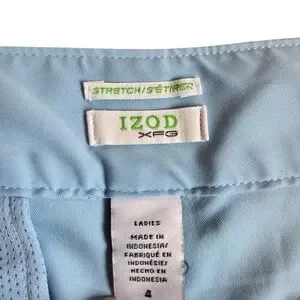 STRETCH/S'ÉTIRER
IZOD
XFG
LADIES
MADE IN
INDONESIA/
FABRIQUÉ EN
INDONÉSIE/
HECHO EN
INDONESIA
4